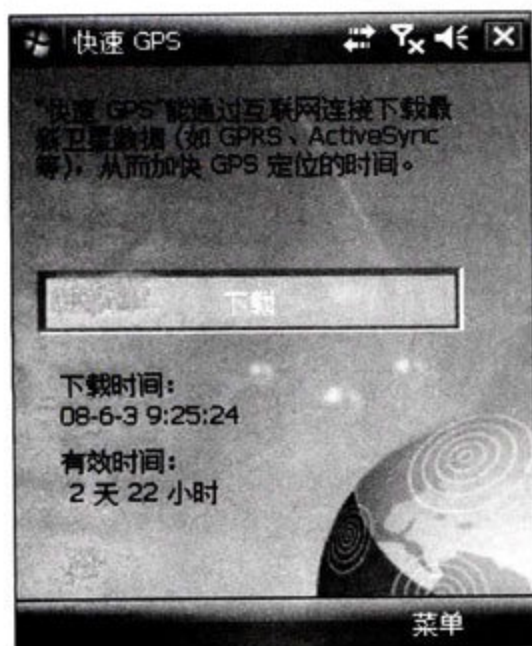 快速 GPS
“快速 GPS”能通过互联网连接下载最
新卫星数据 (如 GPRS、ActiveSync
等)，从而加快 GPS 定位的时间。
下载
下载时间：
08-6-3 9:25:24
有效时间：
2 天 22 小时
菜单